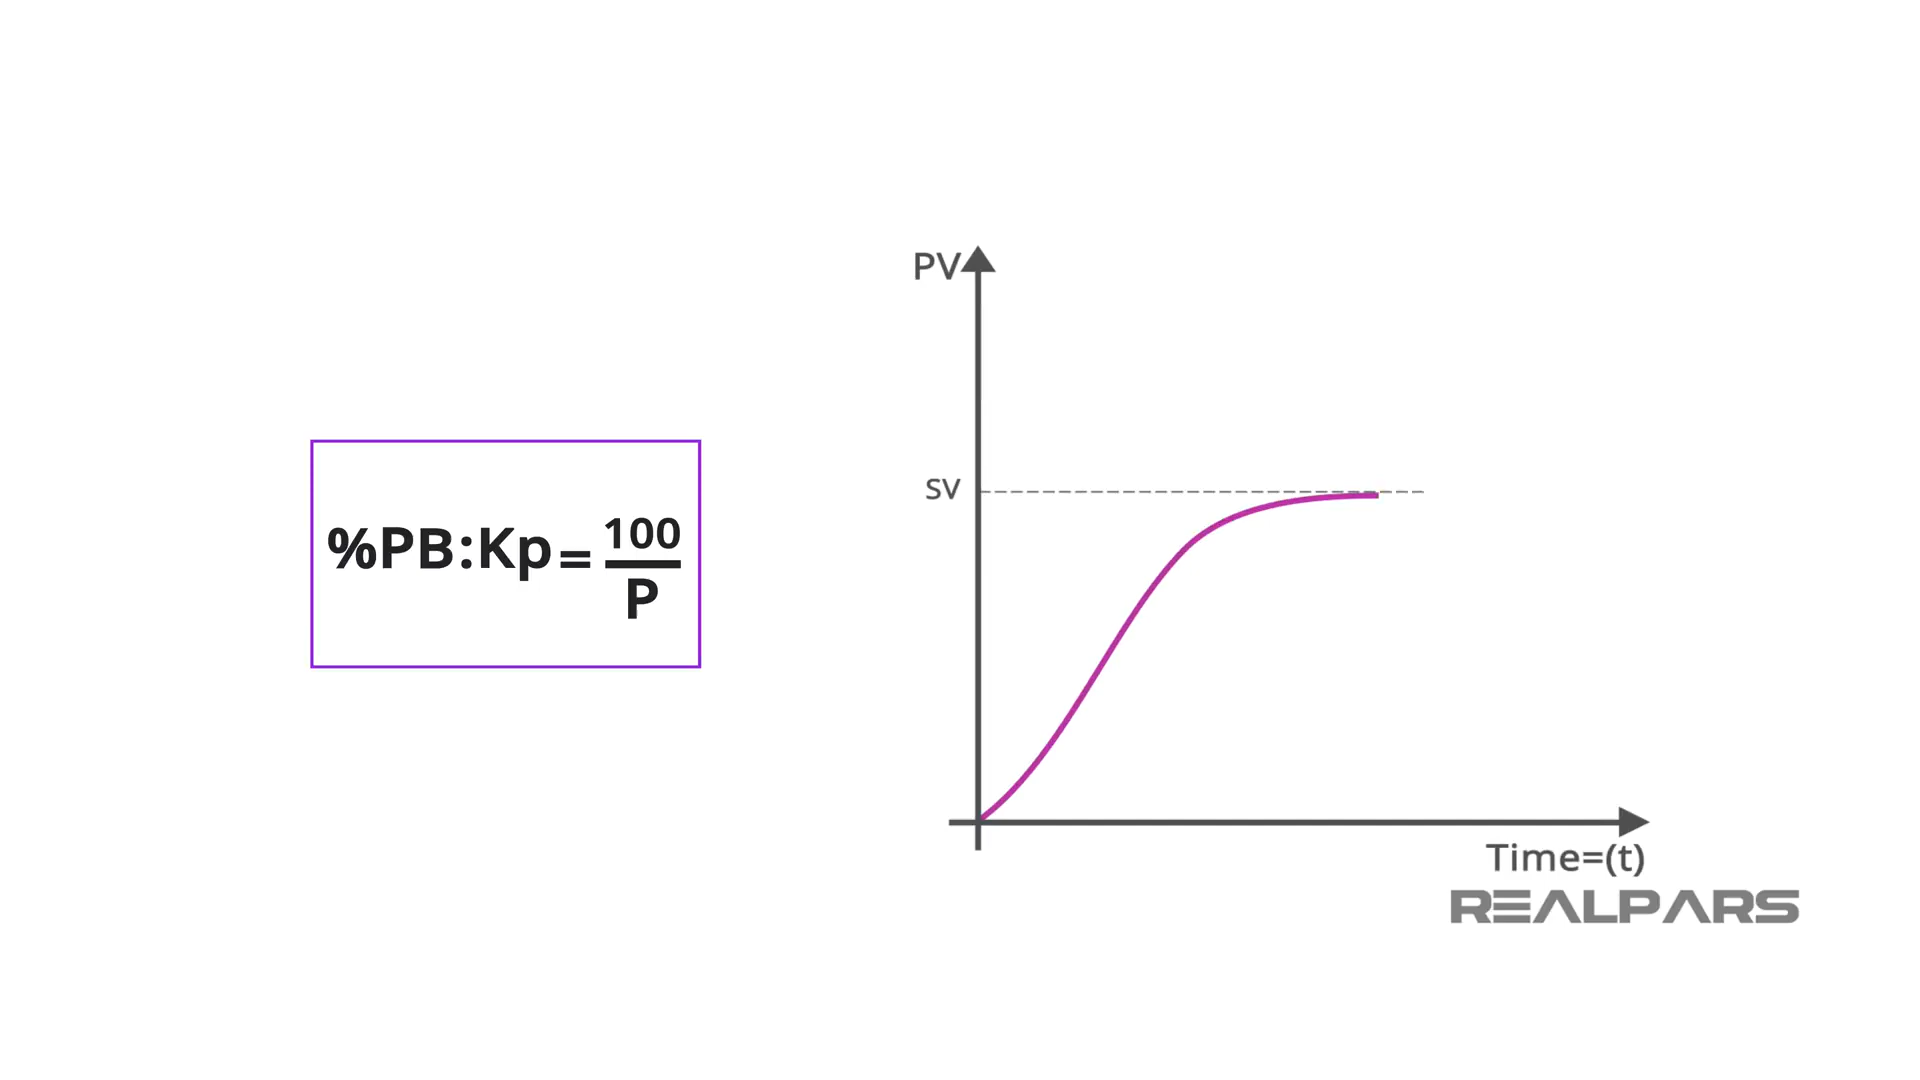 %PB:Kp=100/P
PV
SV
Time=(t)
REALPARS